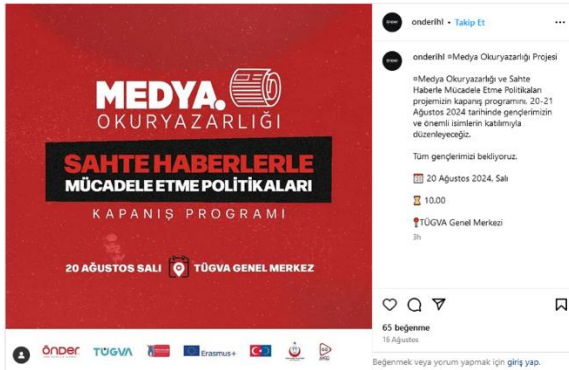 MEDYA.
OKURYAZARLIĞI
SAHTE HABERLERLE
MÜCADELE ETME POLİTİKALARI
KAPANIŞ PROGRAMI
20 AĞUSTOS SALI
TÜGVA GENEL MERKEZ
ÖNDER
TÜGVA
Erasmus+
onderihl • Takip Et
onderihl ¤Medya Okuryazarlığı Projesi
¤Medya Okuryazarlığı ve Sahte
Haberle Mücadele Etme Politikaları
projemizin kapanış programını, 20-21
Ağustos 2024 tarihinde gençlerimizin
ve önemli isimlerin katılımıyla
düzenleyeceğiz.
Tüm gençlerimizi bekliyoruz.
20 Ağustos 2024, Salı
10.00
TÜGVA Genel Merkezi
3h
65 beğenme
16 Ağustos
Beğenmek veya yorum yapmak için giriş yap.